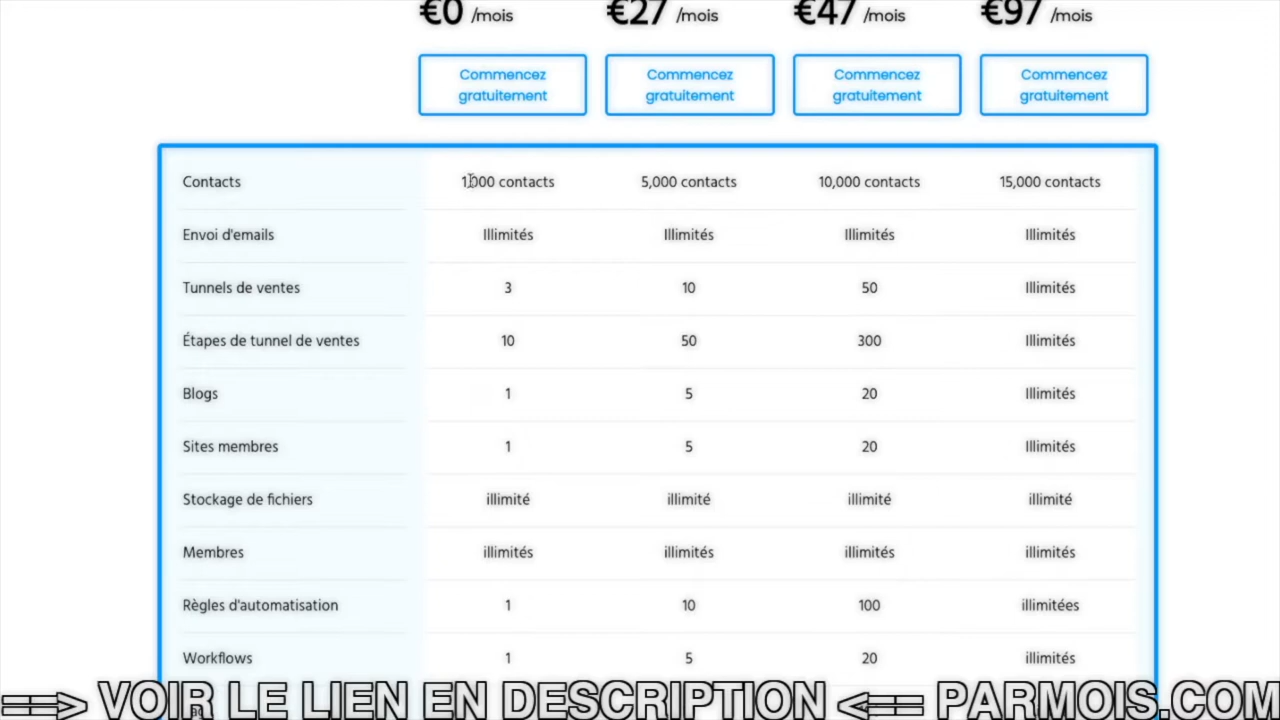 €0 /mois €27 /mois €47 /mois €97 /mois
Commencez gratuitement Commencez gratuitement Commencez gratuitement Commencez gratuitement
Contacts 1,000 contacts 5,000 contacts 10,000 contacts 15,000 contacts
Envoi d'emails Illimités Illimités Illimités Illimités
Tunnels de ventes 3 10 50 Illimités
Étapes de tunnel de ventes 10 50 300 Illimités
Blogs 1 5 20 Illimités
Sites membres 1 5 20 Illimités
Stockage de fichiers illimité illimité illimité illimité
Membres illimités illimités illimités illimités
Règles d'automatisation 1 10 100 illimitées
Workflows 1 5 20 illimités
==> VOIR LE LIEN EN DESCRIPTION <== PARMOIS.COM